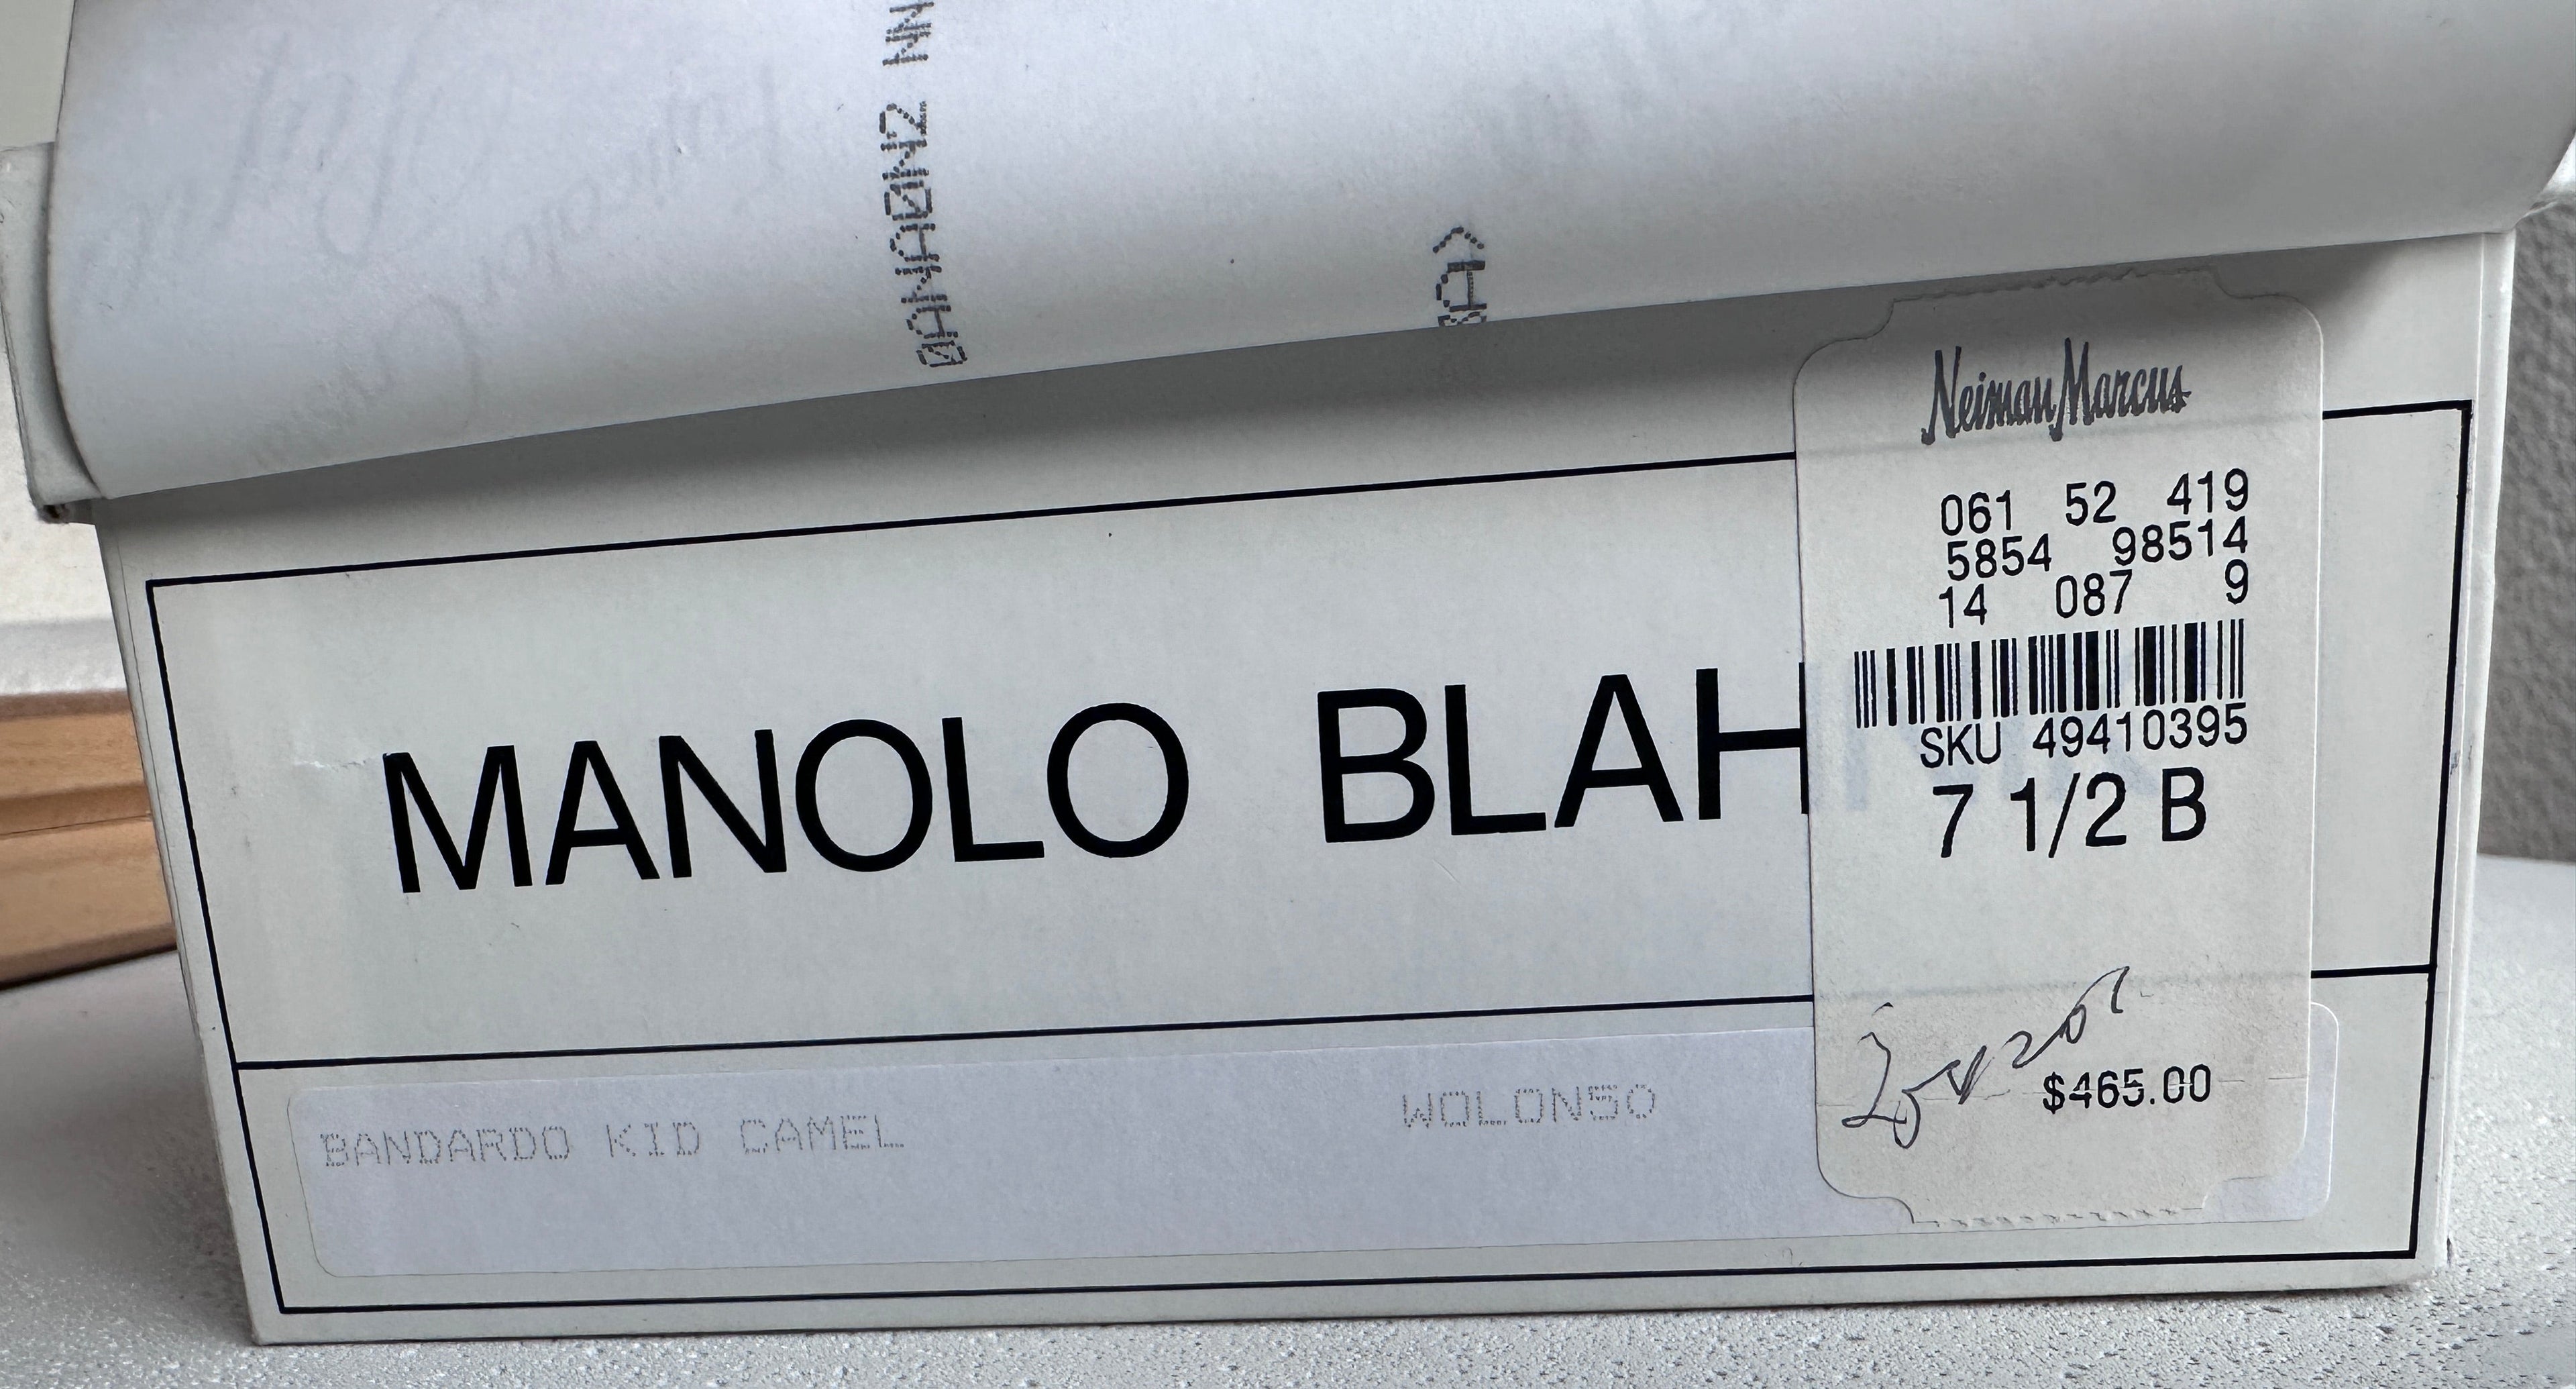 Neiman Marcus
061 52 419
5854 98514
14 087 9
SKU 49410395
7 1/2 B
$465.00
MANOLO BLAH
BANDARDO KID CAMEL
WOLON50